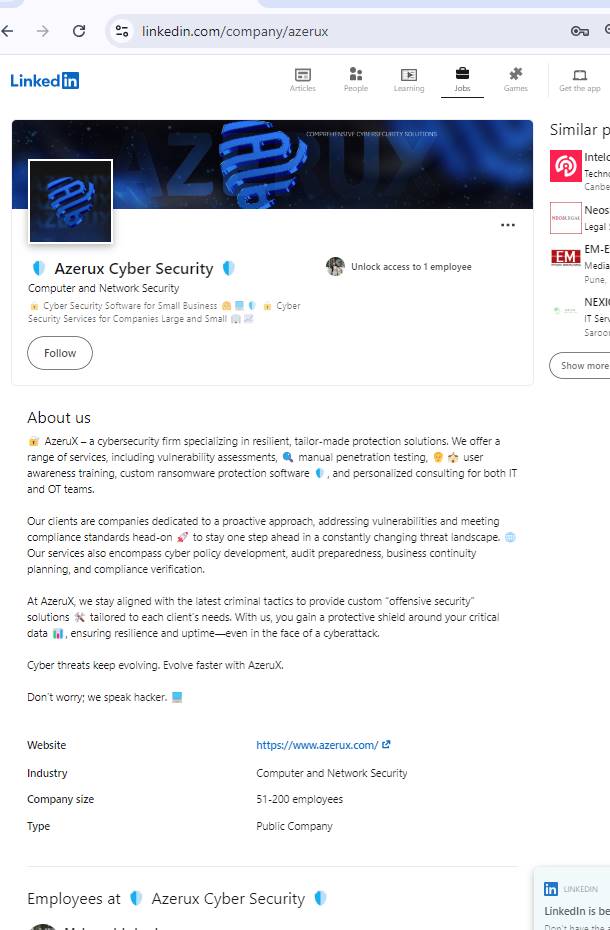 linkedin.com/company/azerux
Linkedin
Articles
People
Learning
Jobs
Games
Get the app
COMPREHENSIVE CYBERSECURITY SOLUTIONS
AZERUX
🛡️ Azerux Cyber Security 🛡️
Computer and Network Security
🔐 Cyber Security Software for Small Business 🤗 💻 🛡️ 🔐 Cyber
Security Services for Companies Large and Small 🏢 📈
Unlock access to 1 employee
Follow
Similar p
Techno
Canbe
Neos
NEOSLEGAL
Legal S
EM-E
EM
Media
Pune,
NEXIC
IT Serv
Saroo
Show more
About us
🔐 AzeruX – a cybersecurity firm specializing in resilient, tailor-made protection solutions. We offer a
range of services, including vulnerability assessments, 🔍 manual penetration testing, 👨‍🏫 user
awareness training, custom ransomware protection software 🛡️, and personalized consulting for both IT
and OT teams.
Our clients are companies dedicated to a proactive approach, addressing vulnerabilities and meeting
compliance standards head-on 🚀 to stay one step ahead in a constantly changing threat landscape. 🌐
Our services also encompass cyber policy development, audit preparedness, business continuity
planning, and compliance verification.
At AzeruX, we stay aligned with the latest criminal tactics to provide custom “offensive security”
solutions 🛠️ tailored to each client’s needs. With us, you gain a protective shield around your critical
data 📊, ensuring resilience and uptime—even in the face of a cyberattack.
Cyber threats keep evolving. Evolve faster with AzeruX.
Don’t worry; we speak hacker. 💻
Website https://www.azerux.com/
Industry Computer and Network Security
Company size 51-200 employees
Type Public Company
Employees at 🛡️ Azerux Cyber Security 🛡️
in LINKEDIN
LinkedIn is be